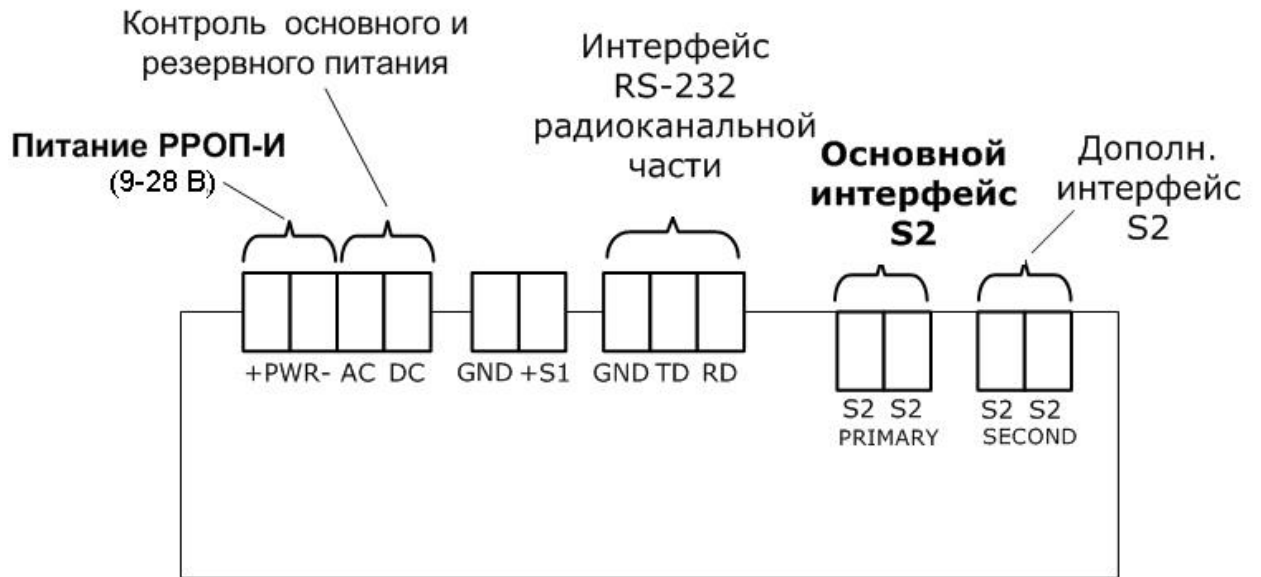 Контроль основного и
резервного питания
Питание РРОП-И
(9-28 В)
Интерфейс
RS-232
радиоканальной
части
Основной
интерфейс
S2
Дополн.
интерфейс
S2
+PWR- AC DC GND +S1 GND TD RD
S2 S2
PRIMARY
S2 S2
SECOND